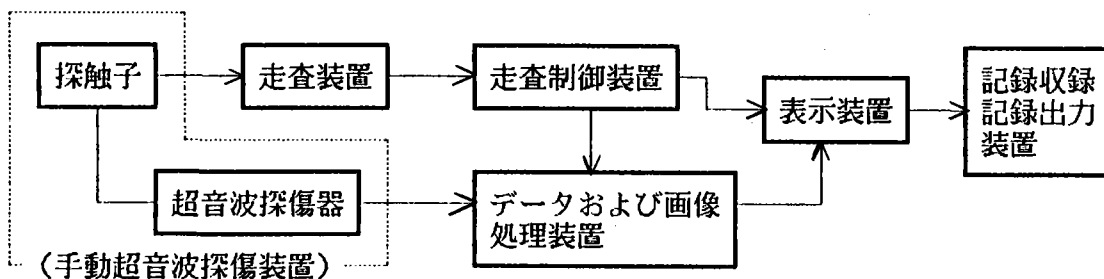 探触子
走査装置
走査制御装置
表示装置
記録収録
記録出力
装置
超音波探傷器
データおよび画像
処理装置
（手動超音波探傷装置）